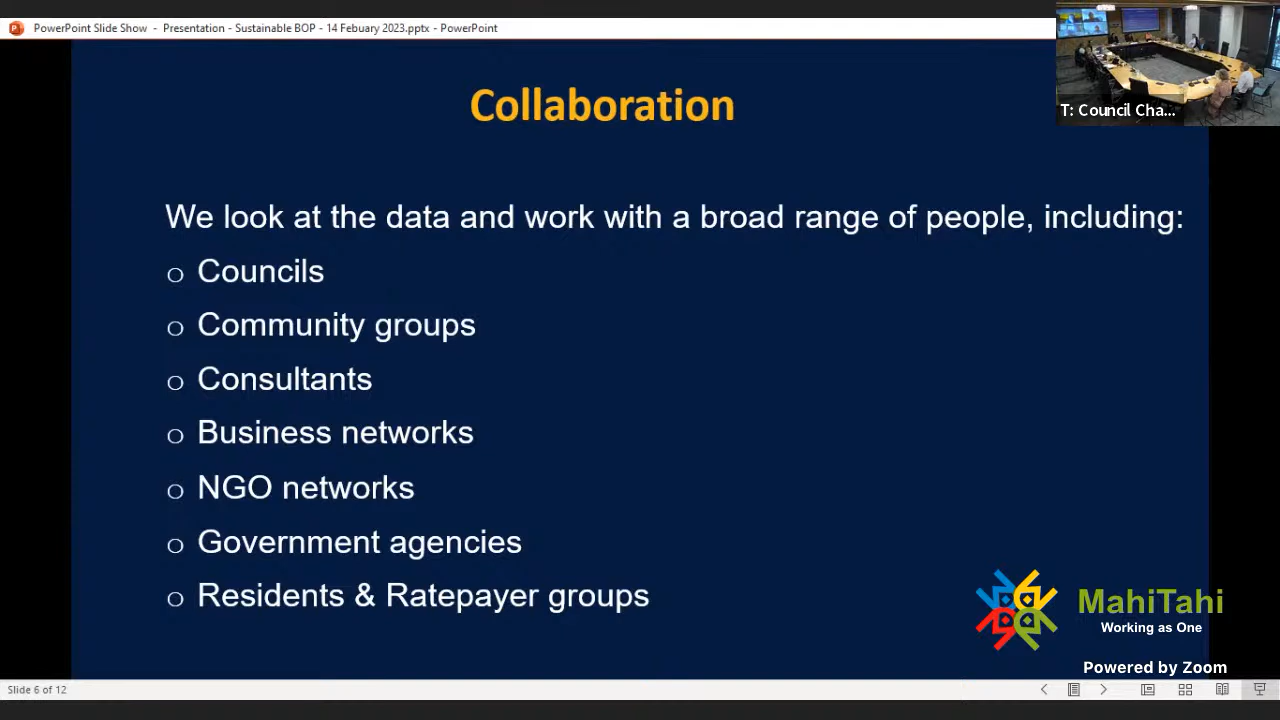 PowerPoint Slide Show - Presentation - Sustainable BOP - 14 Febuary 2023.pptx - PowerPoint
T: Council Cha...
Collaboration
We look at the data and work with a broad range of people, including:
o Councils
o Community groups
o Consultants
o Business networks
o NGO networks
o Government agencies
o Residents & Ratepayer groups
MahiTahi
Working as One
Powered by Zoom
Slide 6 of 12